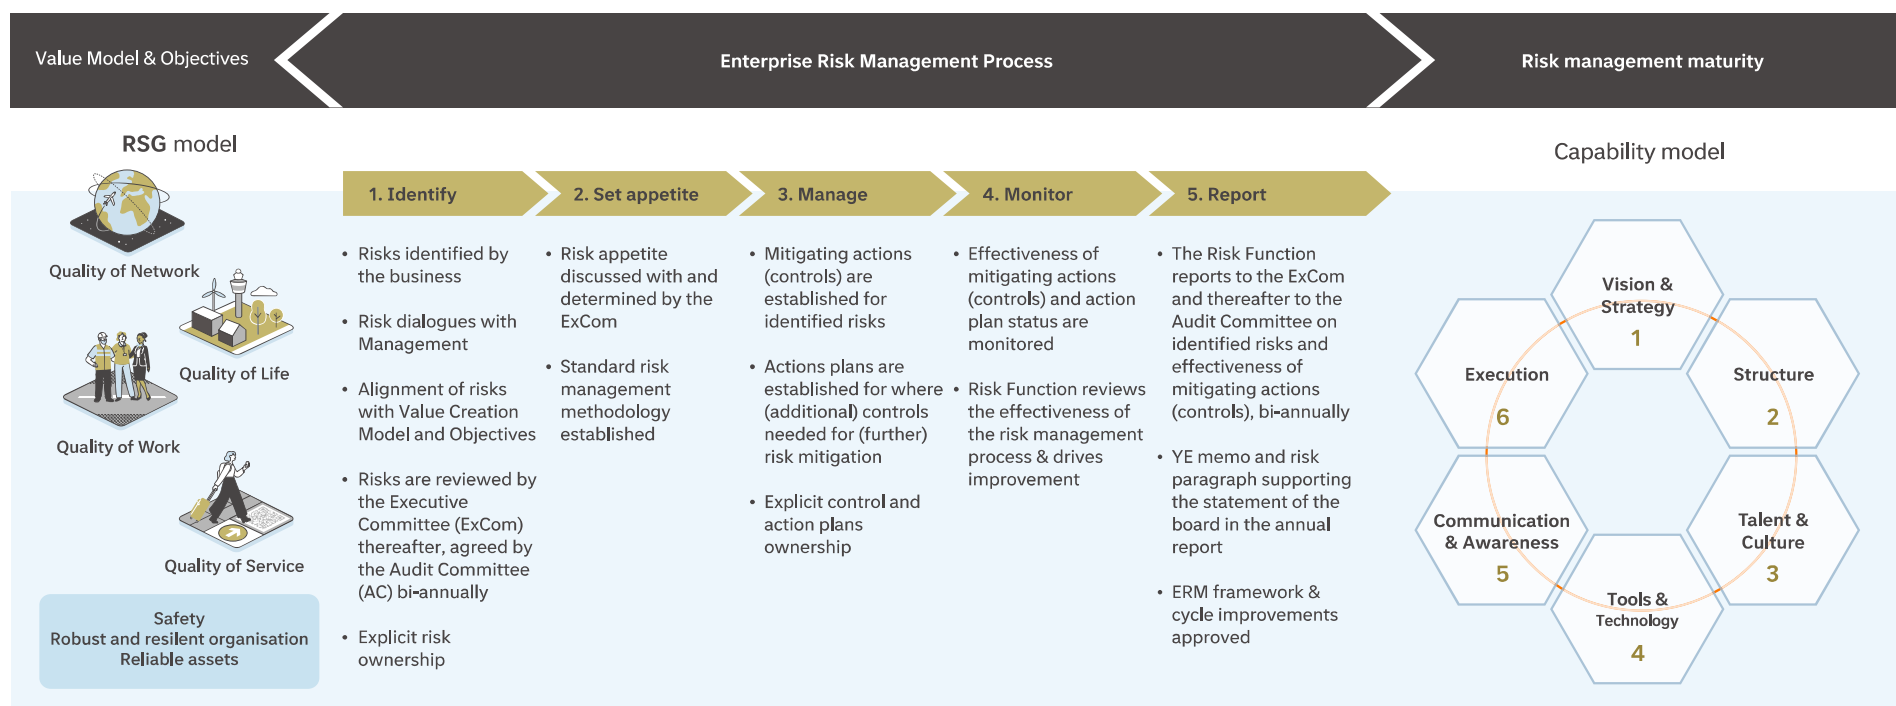 Value Model & Objectives
Enterprise Risk Management Process
Risk management maturity
RSG model
Quality of Network
Quality of Life
Quality of Work
Quality of Service
Safety
Robust and resilent organisation
Reliable assets
1. Identify
• Risks identified by
the business
• Risk dialogues with
Management
• Alignment of risks
with Value Creation
Model and Objectives
• Risks are reviewed by
the Executive
Committee (ExCom)
thereafter, agreed by
the Audit Committee
(AC) bi-annually
• Explicit risk
ownership
2. Set appetite
• Risk appetite
discussed with and
determined by the
ExCom
• Standard risk
management
methodology
established
3. Manage
• Mitigating actions
(controls) are
established for
identified risks
• Actions plans are
established for where
(additional) controls
needed for (further)
risk mitigation
• Explicit control and
action plans
ownership
4. Monitor
• Effectiveness of
mitigating actions
(controls) and action
plan status are
monitored
• Risk Function reviews
the effectiveness of
the risk management
process & drives
improvement
5. Report
• The Risk Function
reports to the ExCom
and thereafter to the
Audit Committee on
identified risks and
effectiveness of
mitigating actions
(controls), bi-annually
• YE memo and risk
paragraph supporting
the statement of the
board in the annual
report
• ERM framework &
cycle improvements
approved
Capability model
Vision &
Strategy
1
Structure
2
Talent &
Culture
3
Tools &
Technology
4
Communication
& Awareness
5
Execution
6